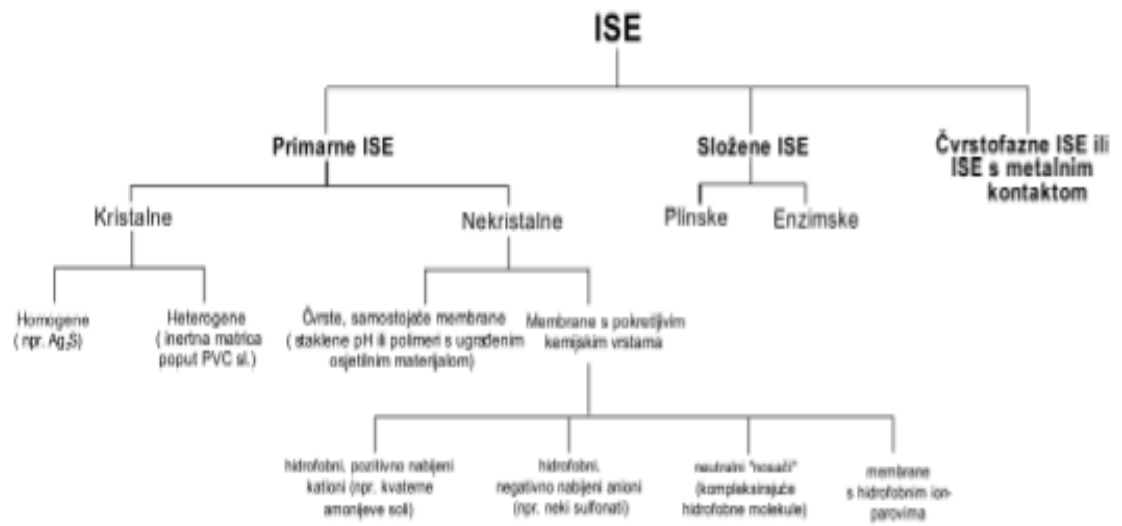 ISE
Primarne ISE
Složene ISE
Čvrstofazne ISE ili
ISE s metalnim
kontaktom
Kristalne
Nekristalne
Plinske
Enzimske
Homogene
( npr. Ag₂S)
Heterogene
( inertna matrica
poput PVC sl.)
Čvrste, samostojeće membrane
( staklene pH ili polimeri s ugrađenim
osjetilnim materijalom)
Membrane s pokretljivim
kemijskim vrstama
hidrofobni, pozitivno nabijeni
kationi (npr. kvaterne
amonijeve soli)
hidrofobni,
negativno nabijeni anioni
(npr. neki sulfonati)
neutralni "nosači"
(kompleksirajuće
hidrofobne molekule)
membrane
s hidrofobnim ion-
parovima